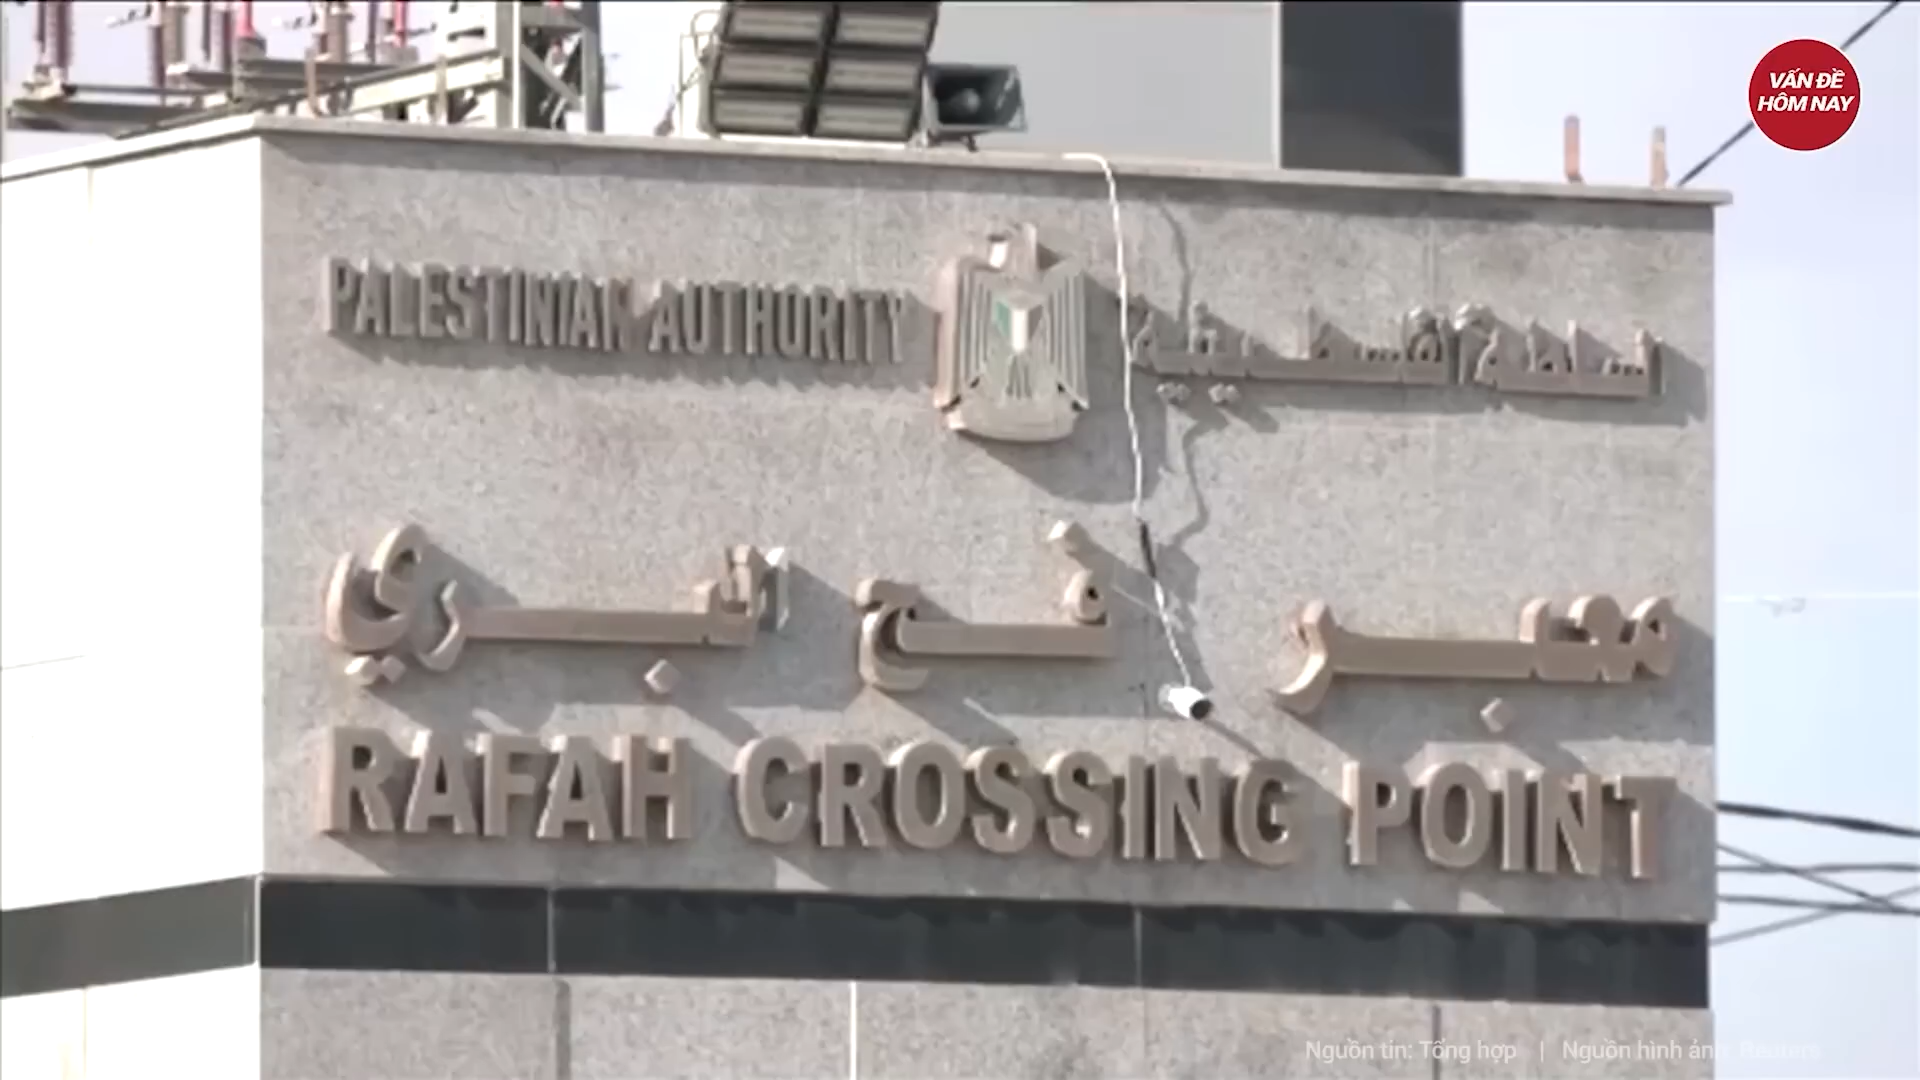 VẤN ĐỀ
HÔM NAY
PALESTINIAN AUTHORITY
السلطة الفلسطينية
معبر رفح البري
RAFAH CROSSING POINT
Nguồn tin: Tổng hợp | Nguồn hình ảnh: Reuters